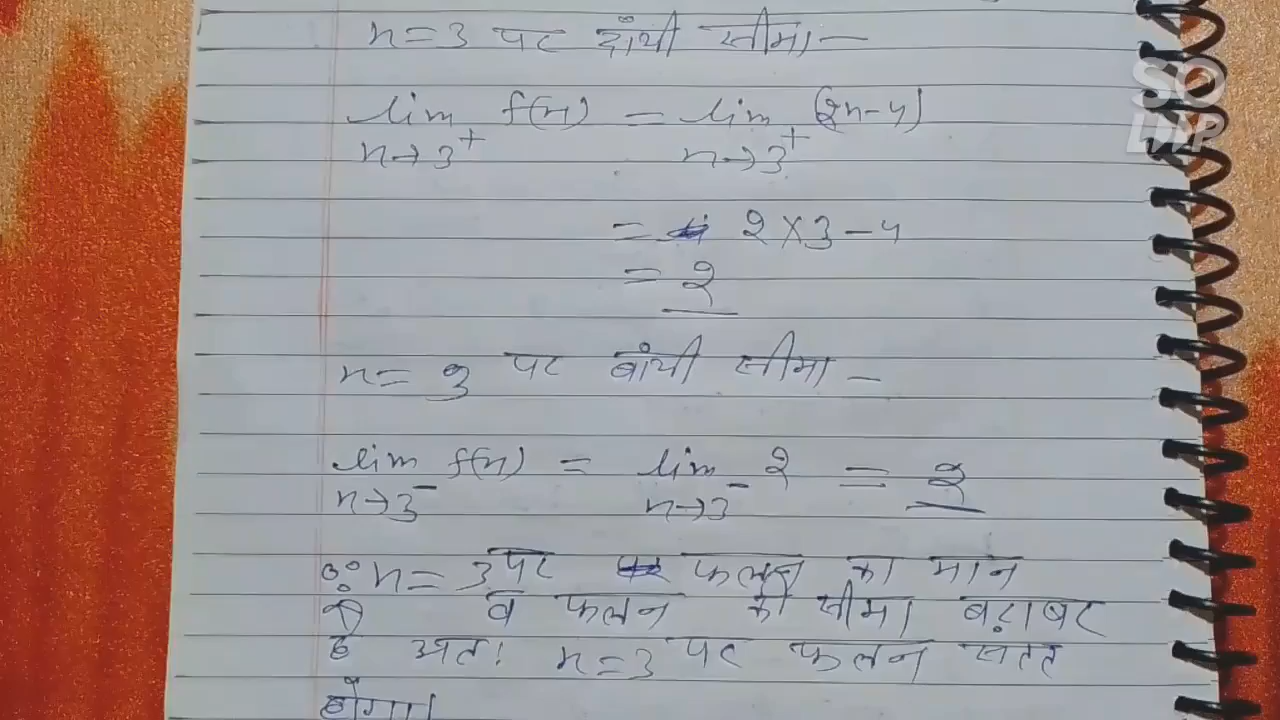 x=3 पर दाँयी सीमा—
lim f(x) = lim (2x-4)
x→3⁺ x→3⁺
= 2×3-4
= 2
x=3 पर बांयी सीमा—
lim f(x) = lim 2 = 2
x→3⁻ x→3⁻
∵ x=3 पर फलन का मान
व फलन की सीमा बराबर
है अतः x=3 पर फलन सतत
होगा।